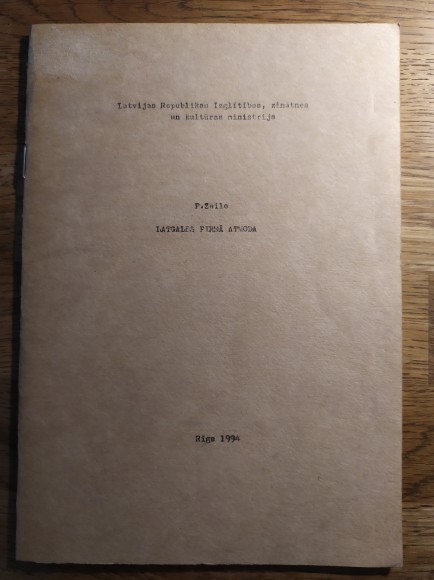 Latvijas Republikas Izglītības, zinātnes
un kultūras ministrija
P.Zeile
LATGALES PIRMĀ ATMODA
Rīga 1994